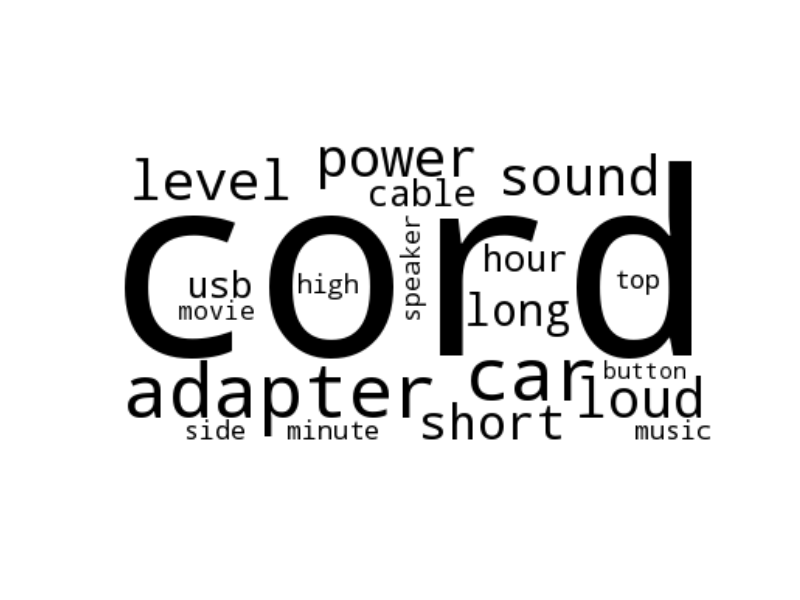 power
level
sound
cable
cord
speaker
hour
usb
high
top
movie
long
adapter
car
button
loud
short
side
minute
music